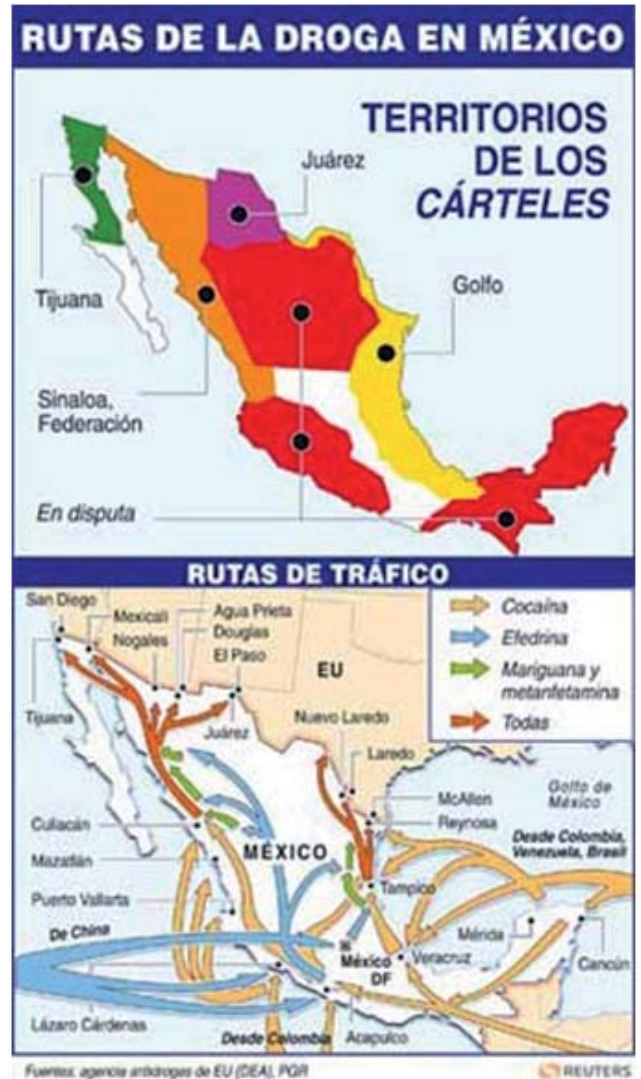 RUTAS DE LA DROGA EN MÉXICO
TERRITORIOS
DE LOS
CÁRTELES
Juárez
Golfo
Tijuana
Sinaloa,
Federación
En disputa
RUTAS DE TRÁFICO
San Diego
Mexicali
Nogales
Agua Prieta
Douglas
El Paso
EU
Cocaína
Efedrina
Mariguana y
metanfetamina
Todas
Tijuana
Juárez
Nuevo Laredo
Laredo
McAllen
Reynosa
Golfo de
México
Desde Colombia,
Venezuela, Brasil
Culiacán
MÉXICO
Mazatlán
Puerto Vallarta
Tampico
De China
México
DF
Veracruz
Mérida
Cancún
Lázaro Cárdenas
Desde Colombia
Acapulco
Fuentes: agencia antidrogas de EU (DEA), PGR
REUTERS